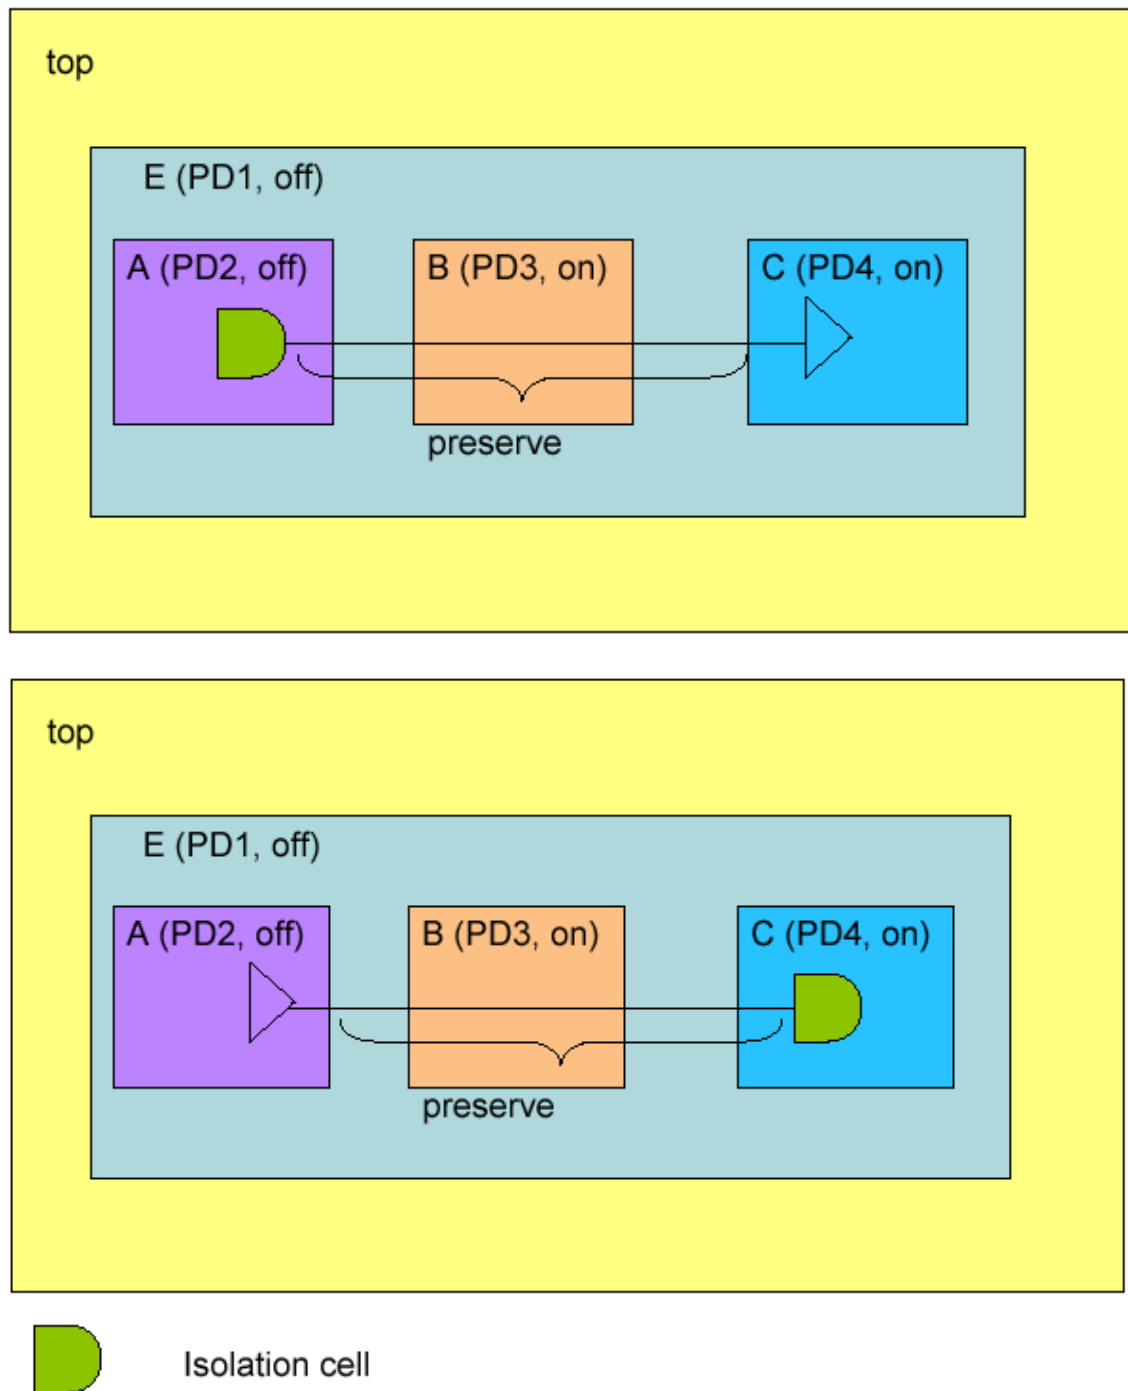 top
E (PD1, off)
A (PD2, off)
B (PD3, on)
C (PD4, on)
preserve
top
E (PD1, off)
A (PD2, off)
B (PD3, on)
C (PD4, on)
preserve
Isolation cell